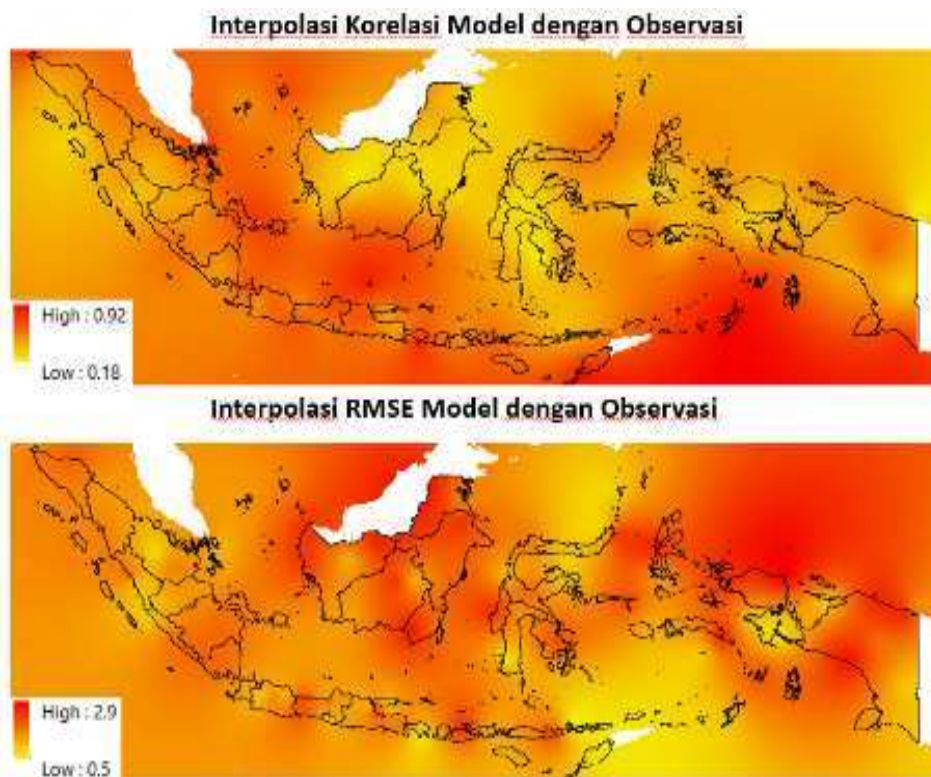 Interpolasi Korelasi Model dengan Observasi
High : 0.92
Low : 0.18
Interpolasi RMSE Model dengan Observasi
High : 2.9
Low : 0.5